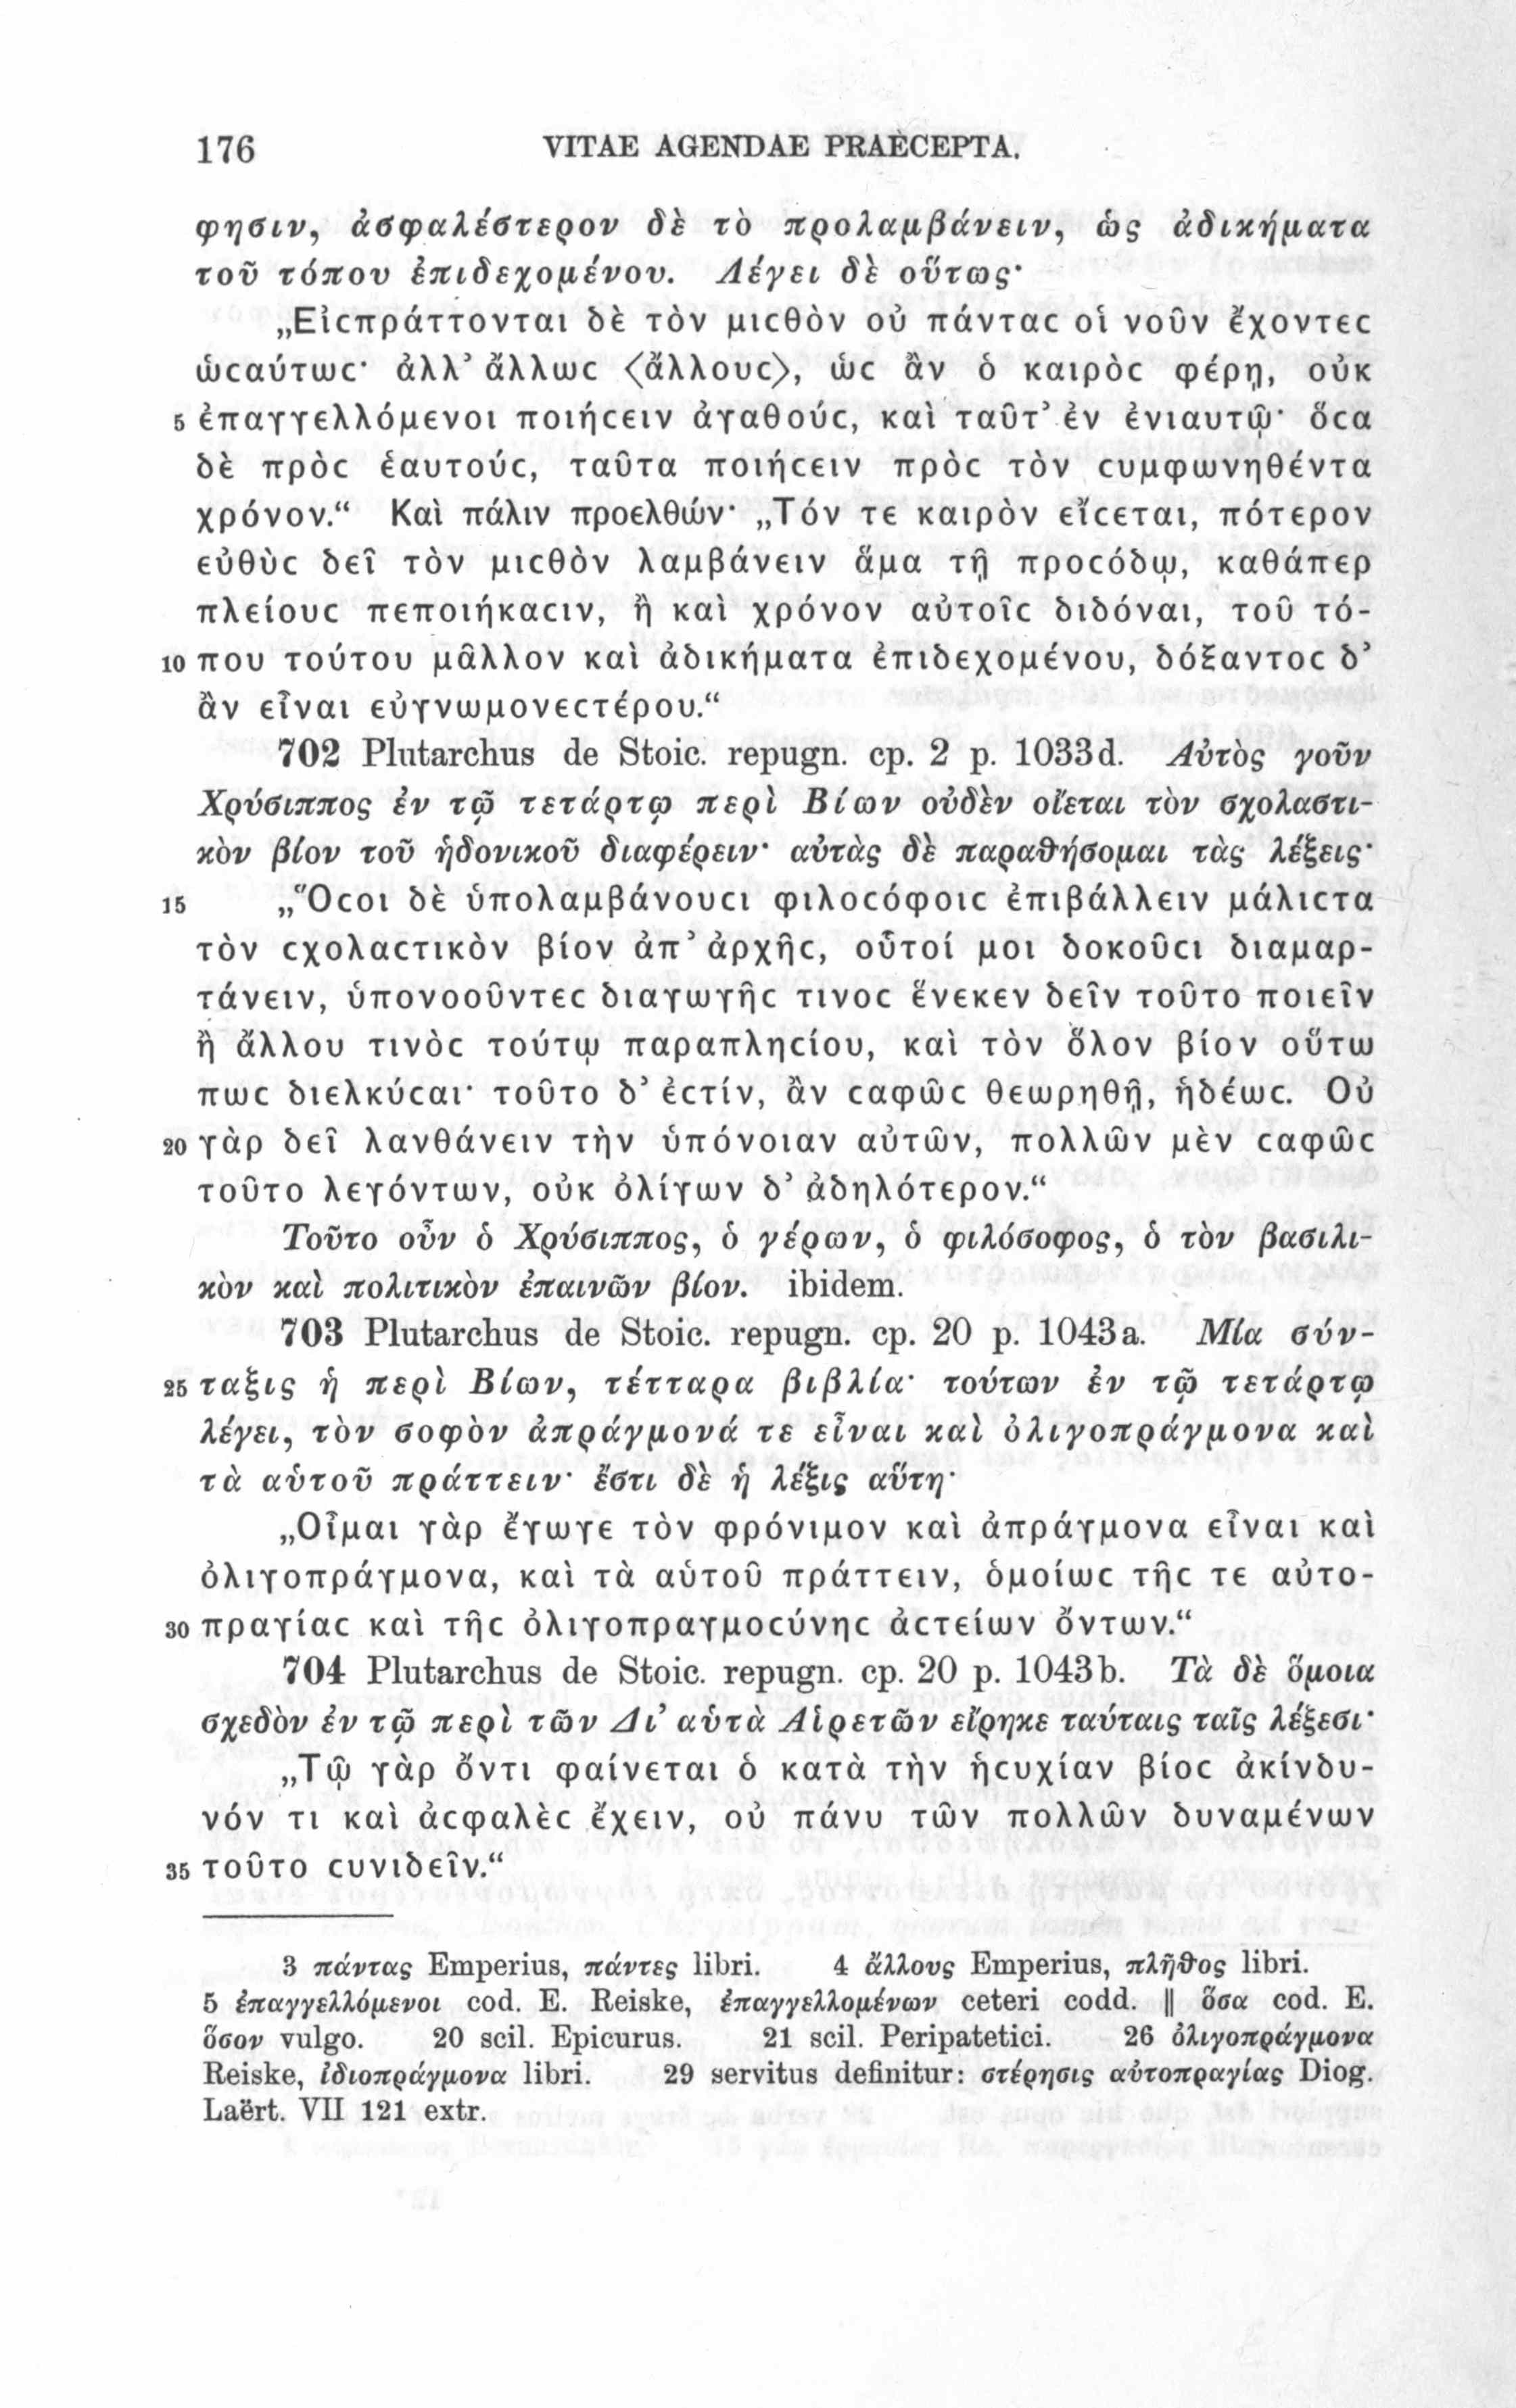 176 VITAE AGENDAE PRAECEPTA.
φησιν, ἀσφαλέστερον δὲ τὸ προλαμβάνειν, ὡς ἀδικήματα
τοῦ τόπου ἐπιδεχομένου. Λέγει δὲ οὕτως·
„Εἰϲπράττονται δὲ τὸν μιϲθὸν οὐ πάνταϲ οἱ νοῦν ἔχοντεϲ
ὡϲαύτωϲ· ἀλλ’ ἄλλωϲ 〈ἄλλουϲ〉, ὡϲ ἂν ὁ καιρὸϲ φέρῃ, οὐκ
5 ἐπαγγελλόμενοι ποιήϲειν ἀγαθούϲ, καὶ ταῦτ’ ἐν ἐνιαυτῷ· ὅϲα
δὲ πρὸϲ ἑαυτούϲ, ταῦτα ποιήϲειν πρὸϲ τὸν ϲυμφωνηθέντα
χρόνον.“ Καὶ πάλιν προελθών· „Τόν τε καιρὸν εἴϲεται, πότερον
εὐθὺϲ δεῖ τὸν μιϲθὸν λαμβάνειν ἅμα τῇ προϲόδῳ, καθάπερ
πλείουϲ πεποιήκαϲιν, ἢ καὶ χρόνον αὐτοῖϲ διδόναι, τοῦ τό-
10 που τούτου μᾶλλον καὶ ἀδικήματα ἐπιδεχομένου, δόξαντοϲ δ’
ἂν εἶναι εὐγνωμονεϲτέρου.“
702 Plutarchus de Stoic. repugn. cp. 2 p. 1033d. Αὐτὸς γοῦν
Χρύσιππος ἐν τῷ τετάρτῳ περὶ Βίων οὐδὲν οἴεται τὸν σχολαστι-
κὸν βίον τοῦ ἡδονικοῦ διαφέρειν· αὐτὰς δὲ παραθήσομαι τὰς λέξεις·
15 „Ὅϲοι δὲ ὑπολαμβάνουϲι φιλοϲόφοιϲ ἐπιβάλλειν μάλιϲτα
τὸν ϲχολαϲτικὸν βίον ἀπ’ ἀρχῆϲ, οὗτοί μοι δοκοῦϲι διαμαρ-
τάνειν, ὑπονοοῦντεϲ διαγωγῆϲ τινοϲ ἕνεκεν δεῖν τοῦτο ποιεῖν
ἢ ἄλλου τινὸϲ τούτῳ παραπληϲίου, καὶ τὸν ὅλον βίον οὕτω
πωϲ διελκύϲαι· τοῦτο δ’ ἐϲτίν, ἂν ϲαφῶϲ θεωρηθῇ, ἡδέωϲ. Οὐ
20 γὰρ δεῖ λανθάνειν τὴν ὑπόνοιαν αὐτῶν, πολλῶν μὲν ϲαφῶϲ
τοῦτο λεγόντων, οὐκ ὀλίγων δ’ ἀδηλότερον.“
Τοῦτο οὖν ὁ Χρύσιππος, ὁ γέρων, ὁ φιλόσοφος, ὁ τὸν βασιλι-
κὸν καὶ πολιτικὸν ἐπαινῶν βίον. ibidem.
703 Plutarchus de Stoic. repugn. cp. 20 p. 1043a. Μία σύν-
25 ταξις ἡ περὶ Βίων, τέτταρα βιβλία· τούτων ἐν τῷ τετάρτῳ
λέγει, τὸν σοφὸν ἀπράγμονά τε εἶναι καὶ ὀλιγοπράγμονα καὶ
τὰ αὑτοῦ πράττειν· ἔστι δὲ ἡ λέξις αὕτη·
„Οἶμαι γὰρ ἔγωγε τὸν φρόνιμον καὶ ἀπράγμονα εἶναι καὶ
ὀλιγοπράγμονα, καὶ τὰ αὑτοῦ πράττειν, ὁμοίωϲ τῆϲ τε αὐτο-
30 πραγίαϲ καὶ τῆϲ ὀλιγοπραγμοϲύνηϲ ἀϲτείων ὄντων.“
704 Plutarchus de Stoic. repugn. cp. 20 p. 1043b. Τὰ δὲ ὅμοια
σχεδὸν ἐν τῷ περὶ τῶν Δι’ αὑτὰ Αἱρετῶν εἴρηκε ταύταις ταῖς λέξεσι·
„Τῷ γὰρ ὄντι φαίνεται ὁ κατὰ τὴν ἡϲυχίαν βίοϲ ἀκίνδυ-
νόν τι καὶ ἀϲφαλὲϲ ἔχειν, οὐ πάνυ τῶν πολλῶν δυναμένων
35 τοῦτο ϲυνιδεῖν.“
3 πάντας Emperius, πάντες libri. 4 ἄλλους Emperius, πλῆθος libri.
5 ἐπαγγελλόμενοι cod. E. Reiske, ἐπαγγελλομένων ceteri codd. || ὅσα cod. E.
ὅσον vulgo. 20 scil. Epicurus. 21 scil. Peripatetici. 26 ὀλιγοπράγμονα
Reiske, ἰδιοπράγμονα libri. 29 servitus definitur: στέρησις αὐτοπραγίας Diog.
Laërt. VII 121 extr.